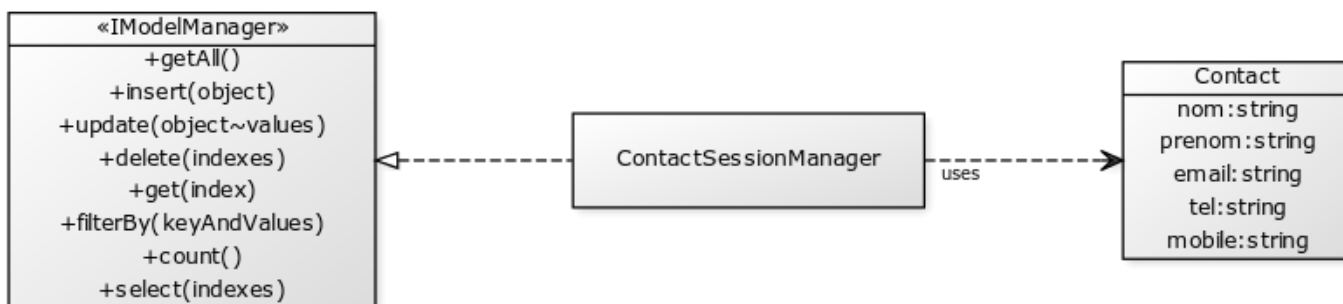 «IModelManager»
+getAll()
+insert(object)
+update(object~values)
+delete(indexes)
+get(index)
+filterBy(keyAndValues)
+count()
+select(indexes)
ContactSessionManager
uses
Contact
nom:string
prenom:string
email:string
tel:string
mobile:string